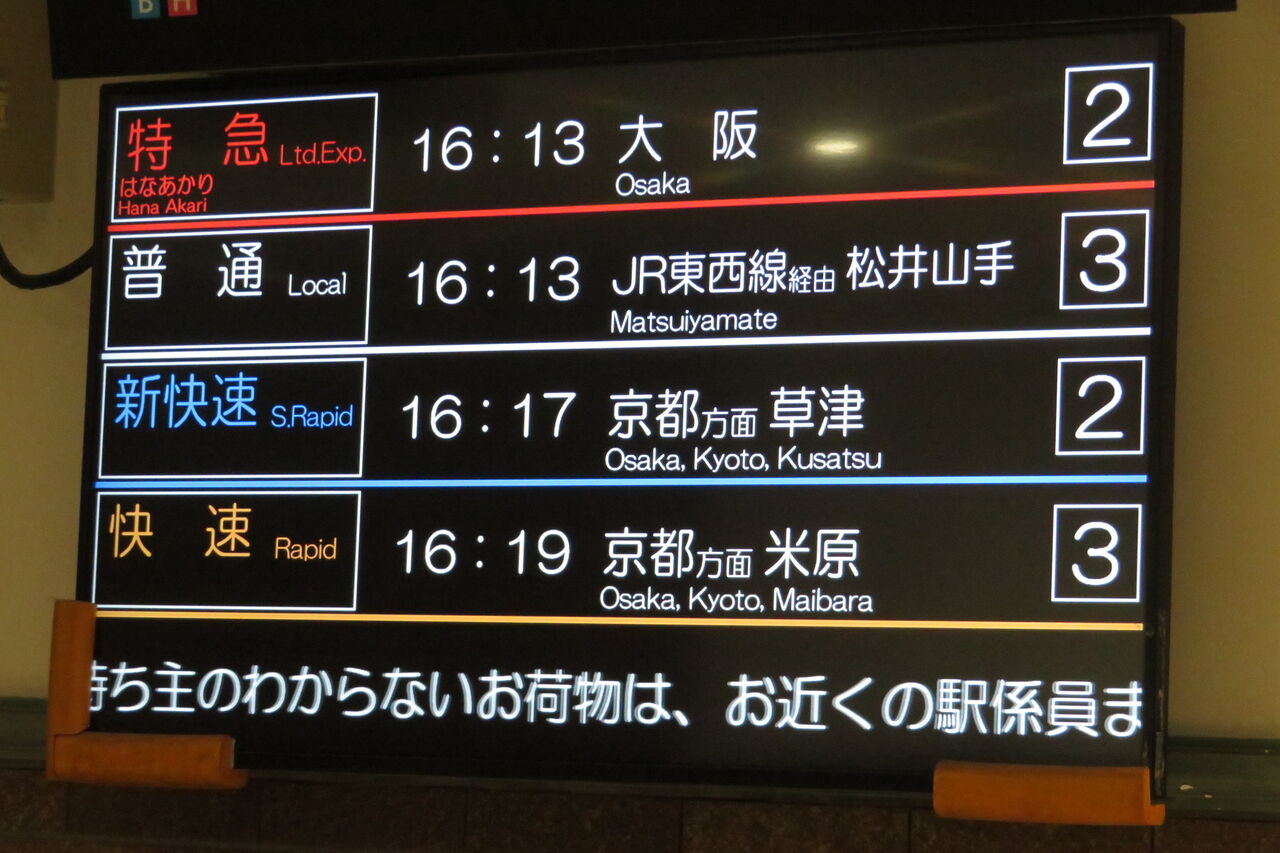 B H
特 急 Ltd.Exp. 16:13 大 阪 2
はなあかり
Hana Akari
Osaka
普 通 Local 16:13 JR東西線経由 松井山手 3
Matsuiyamate
新快速 S.Rapid 16:17 京都方面 草津 2
Osaka, Kyoto, Kusatsu
快 速 Rapid 16:19 京都方面 米原 3
Osaka, Kyoto, Maibara
持ち主のわからないお荷物は、お近くの駅係員ま